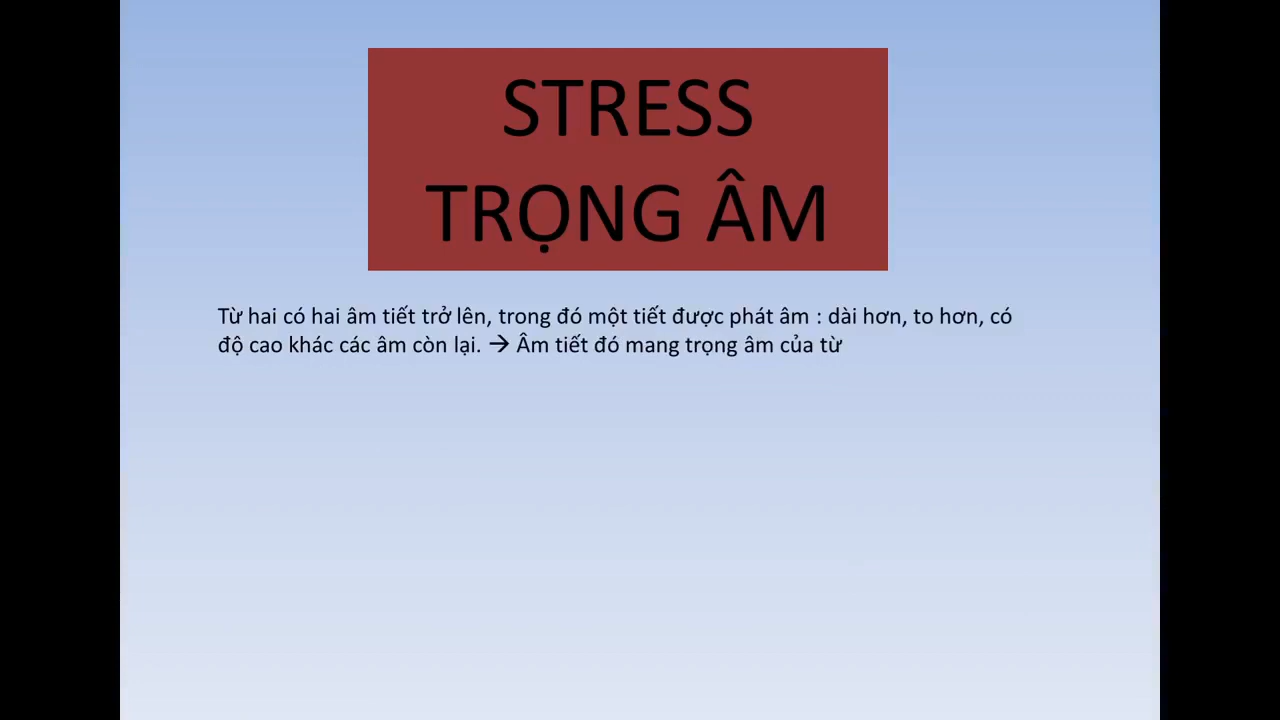 STRESS
TRỌNG ÂM
Từ hai có hai âm tiết trở lên, trong đó một tiết được phát âm : dài hơn, to hơn, có
độ cao khác các âm còn lại. → Âm tiết đó mang trọng âm của từ